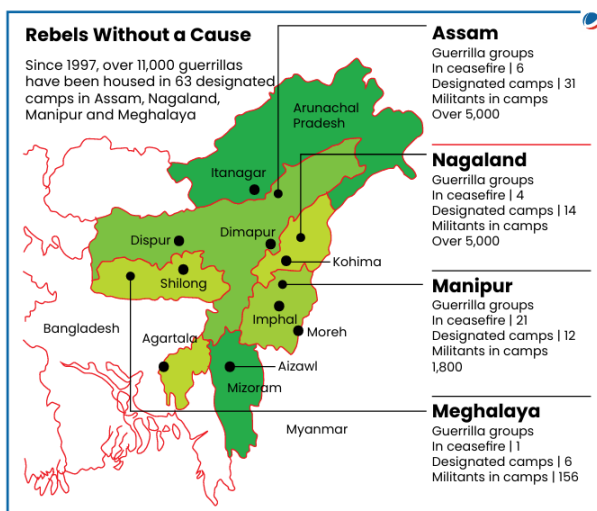 Rebels Without a Cause
Since 1997, over 11,000 guerrillas
have been housed in 63 designated
camps in Assam, Nagaland,
Manipur and Meghalaya
Arunachal
Pradesh
Itanagar
Dispur
Dimapur
Shilong
Kohima
Imphal
Bangladesh
Agartala
Moreh
Aizawl
Mizoram
Myanmar
Assam
Guerrilla groups
In ceasefire | 6
Designated camps | 31
Militants in camps
Over 5,000
Nagaland
Guerrilla groups
In ceasefire | 4
Designated camps | 14
Militants in camps
Over 5,000
Manipur
Guerrilla groups
In ceasefire | 21
Designated camps | 12
Militants in camps
1,800
Meghalaya
Guerrilla groups
In ceasefire | 1
Designated camps | 6
Militants in camps | 156